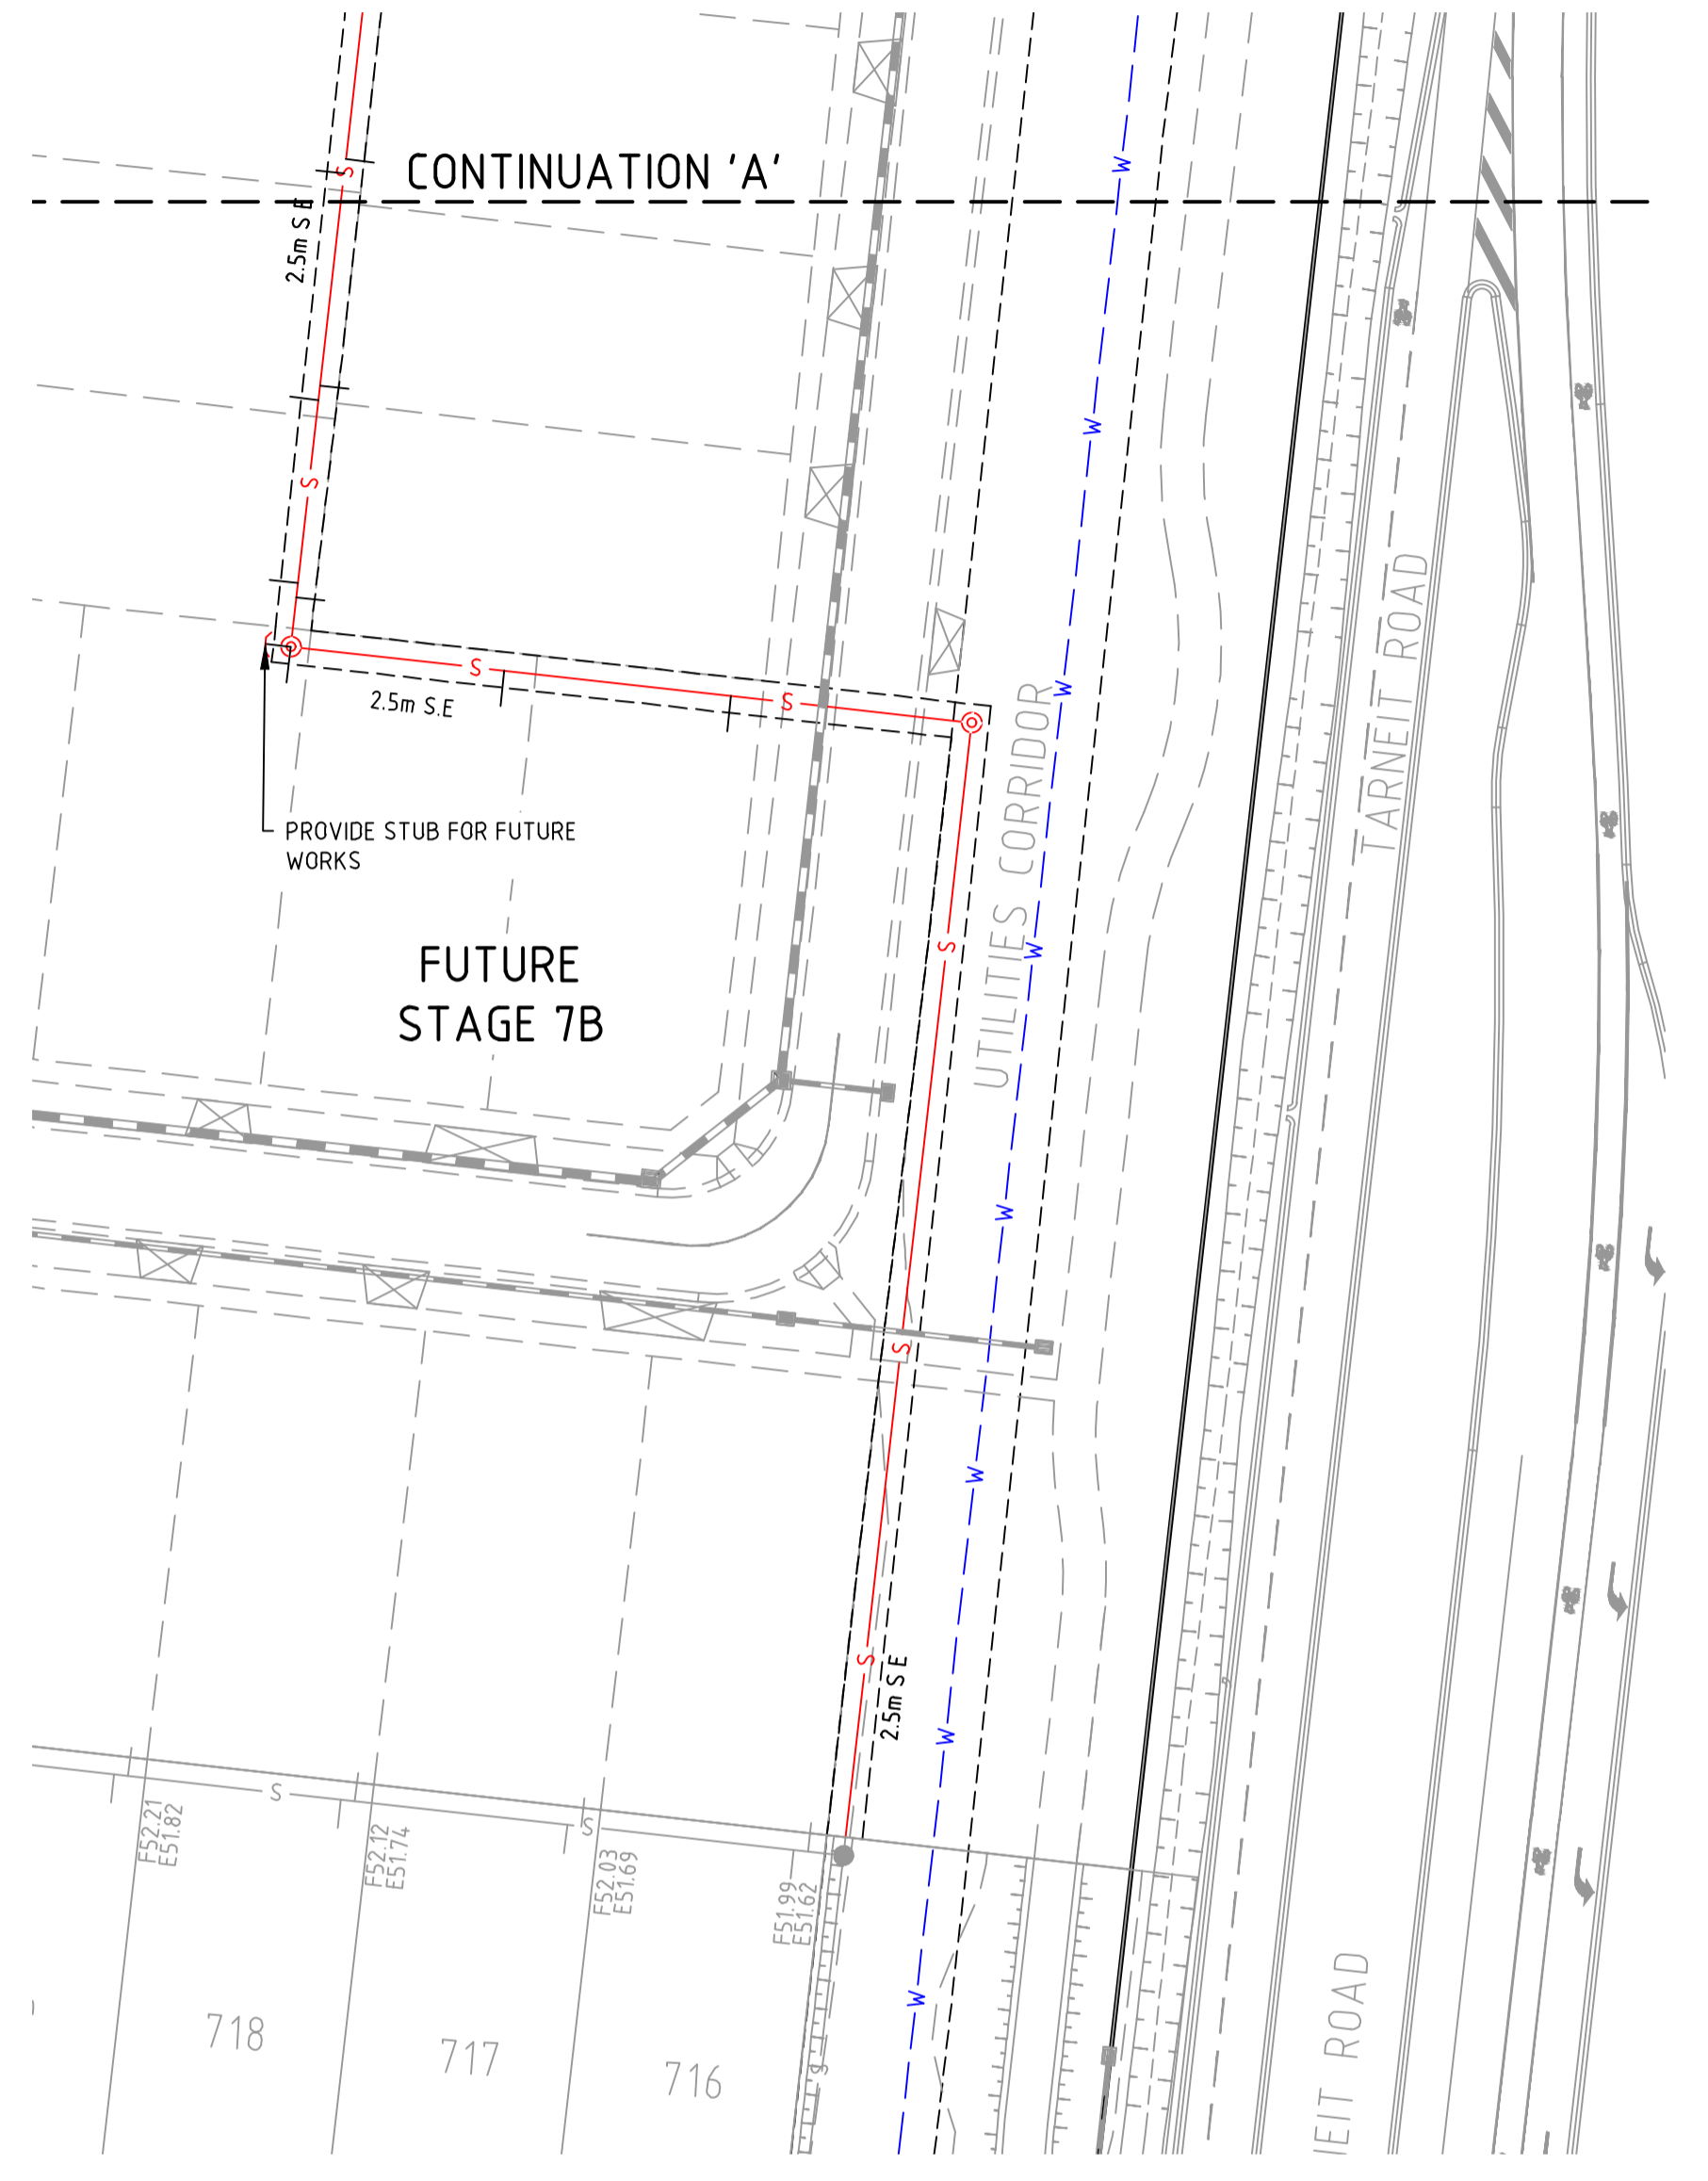 CONTINUATION 'A'
S
W
2.5m S.E
W
S
S
S
2.5m S.E
W
UTILITIES CORRIDOR
TARNEIT ROAD
PROVIDE STUB FOR FUTURE
WORKS
S
W
FUTURE
STAGE 7B
W
S
W
S
2.5m S.E
W
S
S
F52.21
E51.82
F52.12
E51.74
F52.03
E51.69
F51.99
E51.62
W
718
717
716
S
EIT ROAD